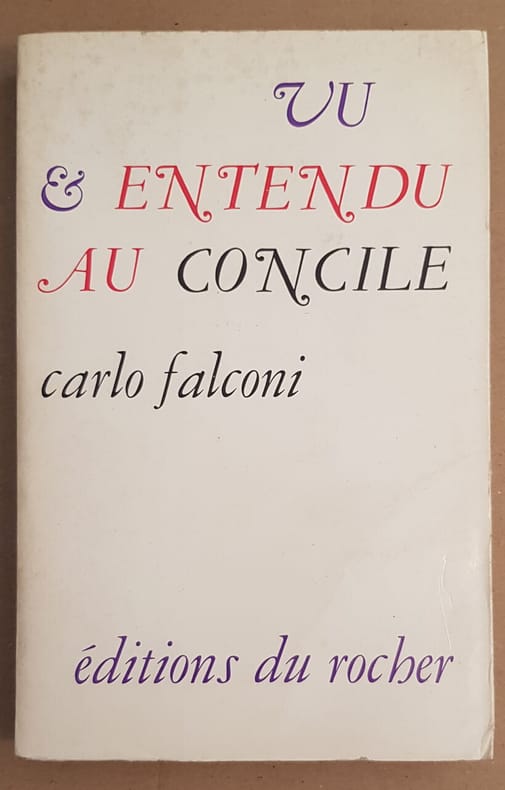 VU
& ENTENDU
AU CONCILE
carlo falconi
éditions du rocher